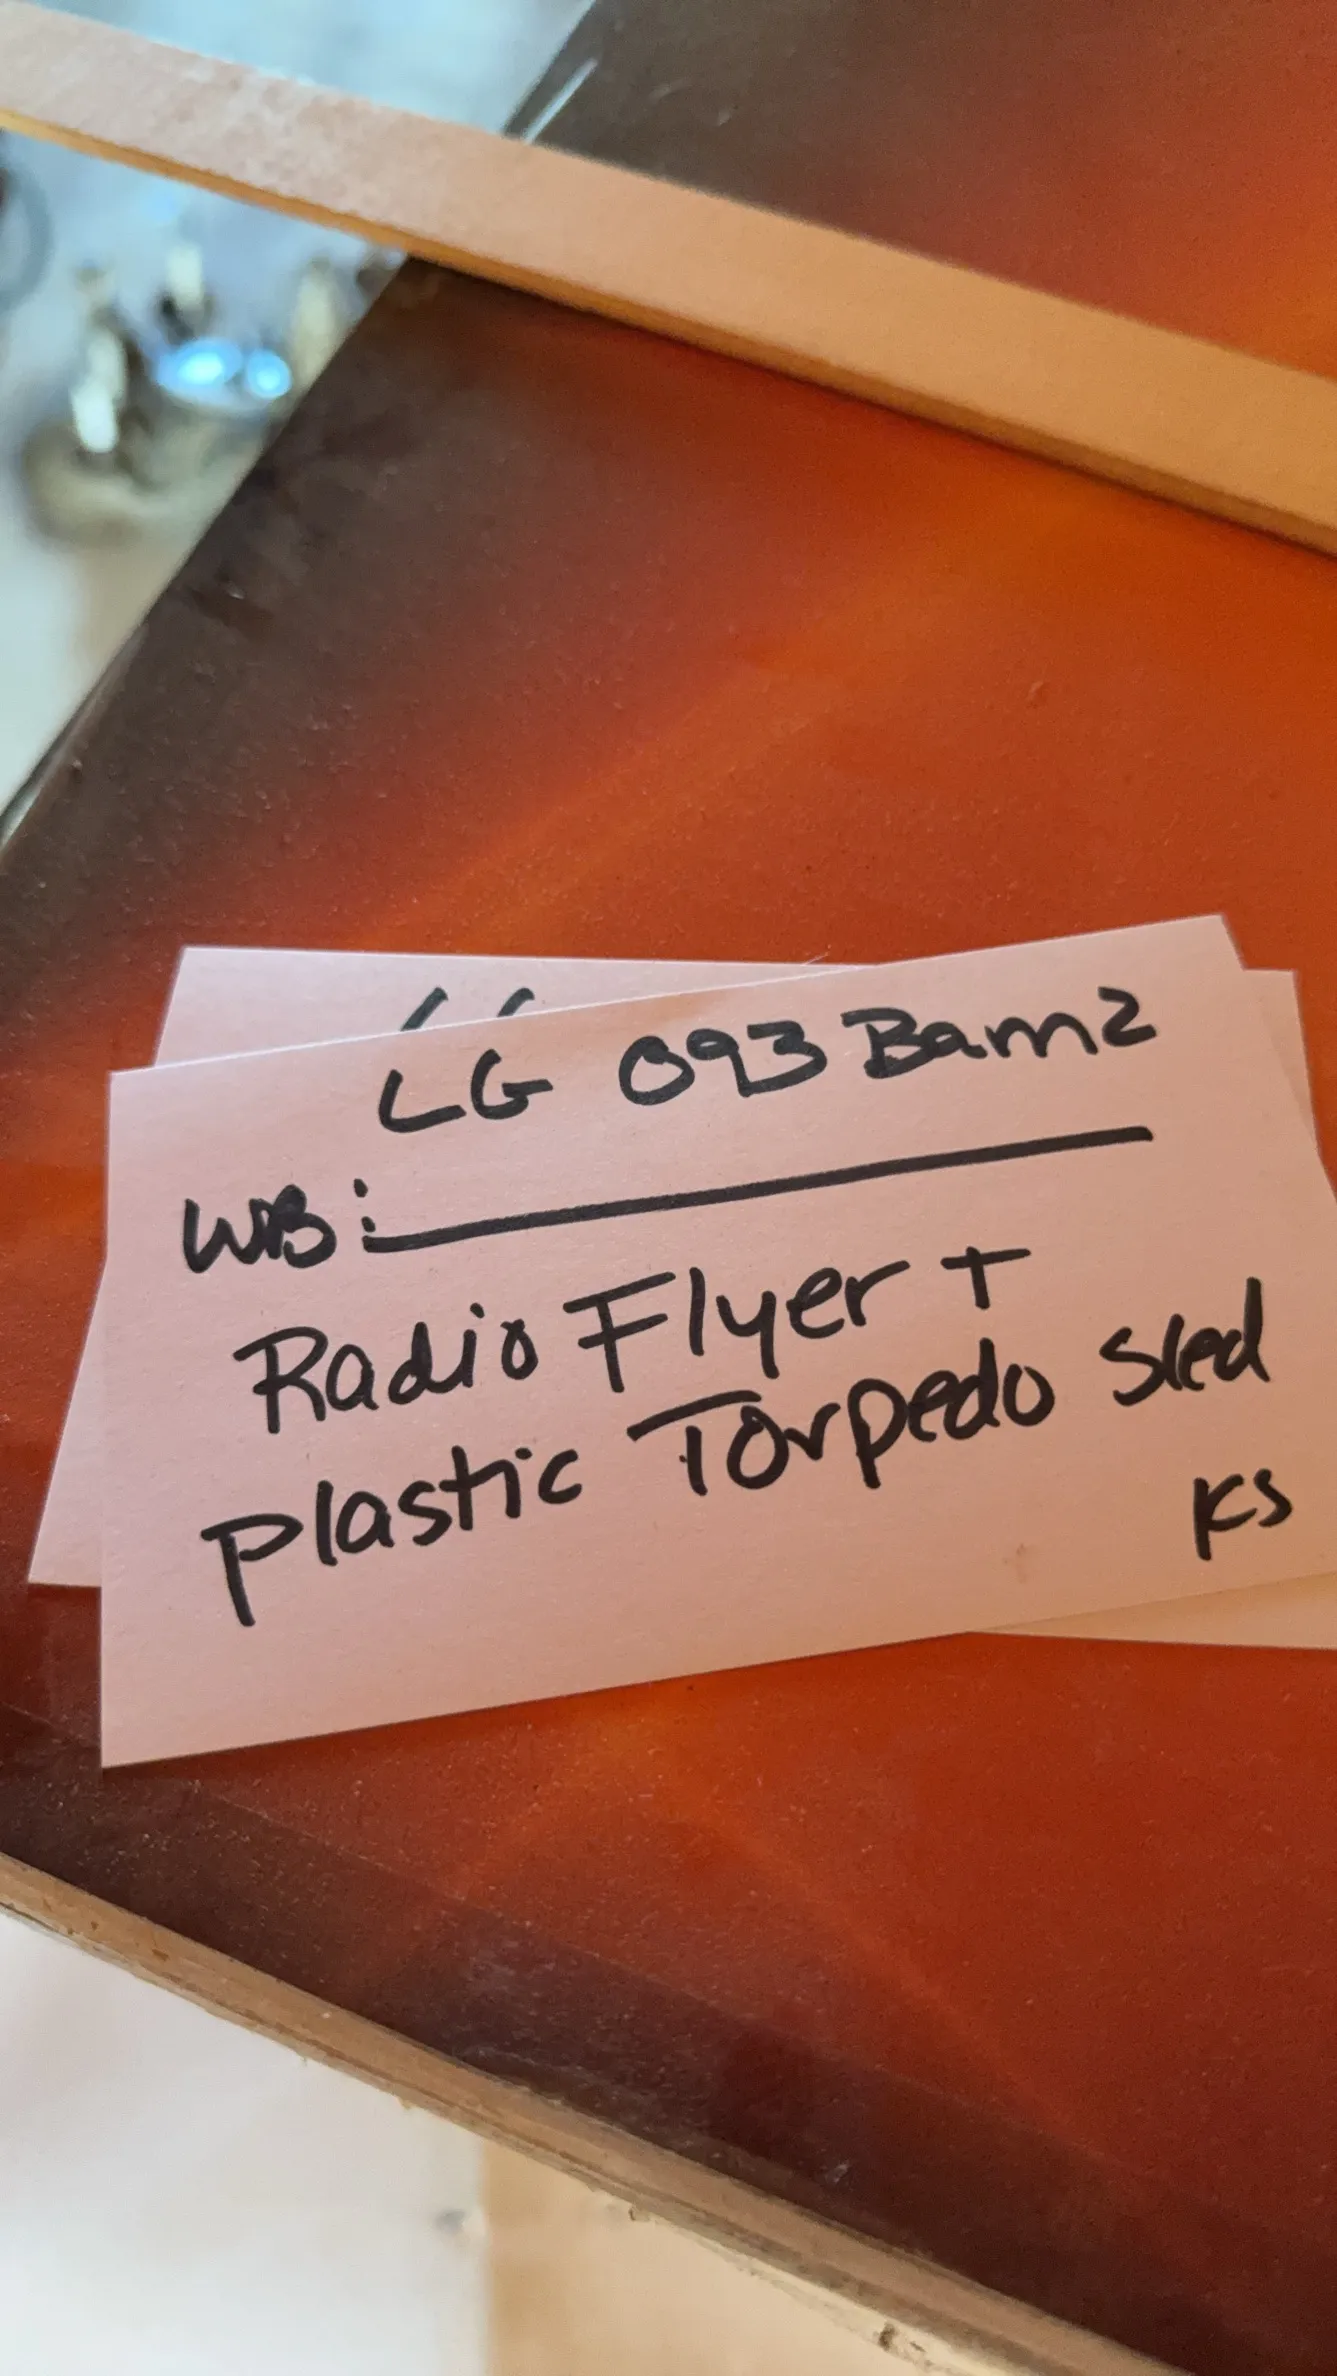 LG 093 Bam2
WB:
Radio Flyer +
plastic Torpedo Sled
KS